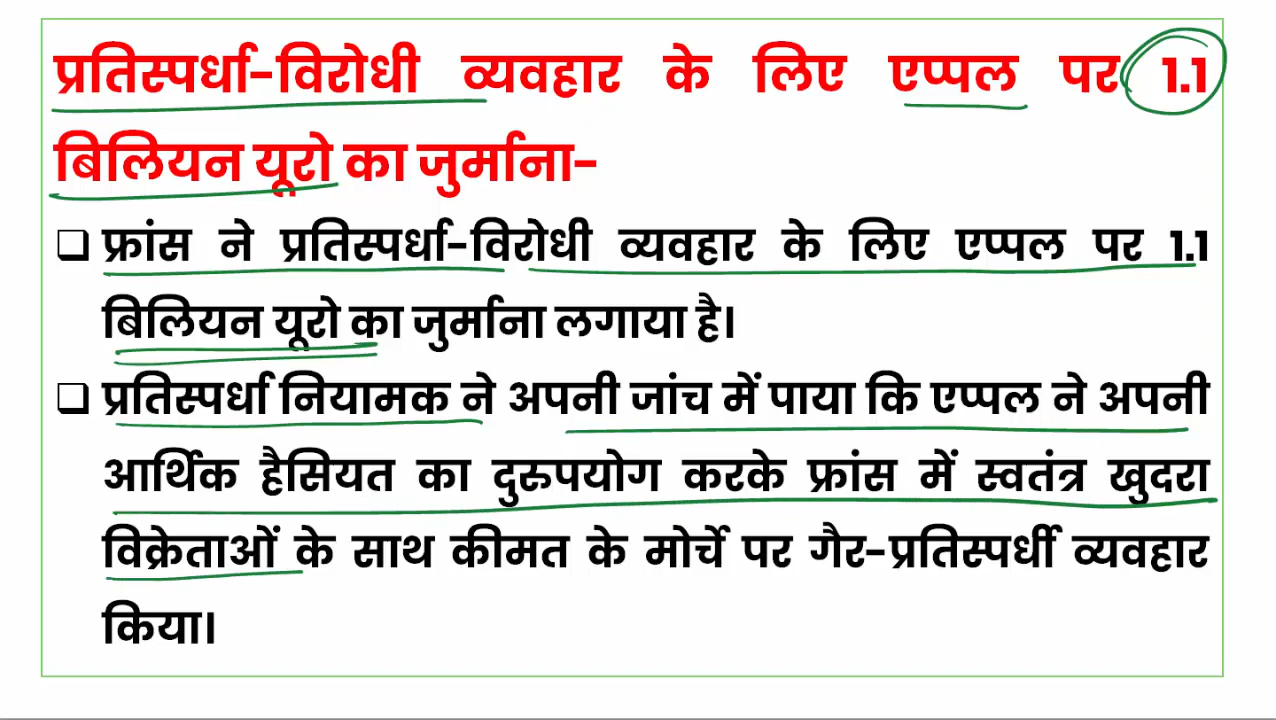 प्रतिस्पर्धा-विरोधी व्यवहार के लिए एप्पल पर 1.1
बिलियन यूरो का जुर्माना-
❑ फ्रांस ने प्रतिस्पर्धा-विरोधी व्यवहार के लिए एप्पल पर 1.1
बिलियन यूरो का जुर्माना लगाया है।
❑ प्रतिस्पर्धा नियामक ने अपनी जांच में पाया कि एप्पल ने अपनी
आर्थिक हैसियत का दुरुपयोग करके फ्रांस में स्वतंत्र खुदरा
विक्रेताओं के साथ कीमत के मोर्चे पर गैर-प्रतिस्पर्धी व्यवहार
किया।